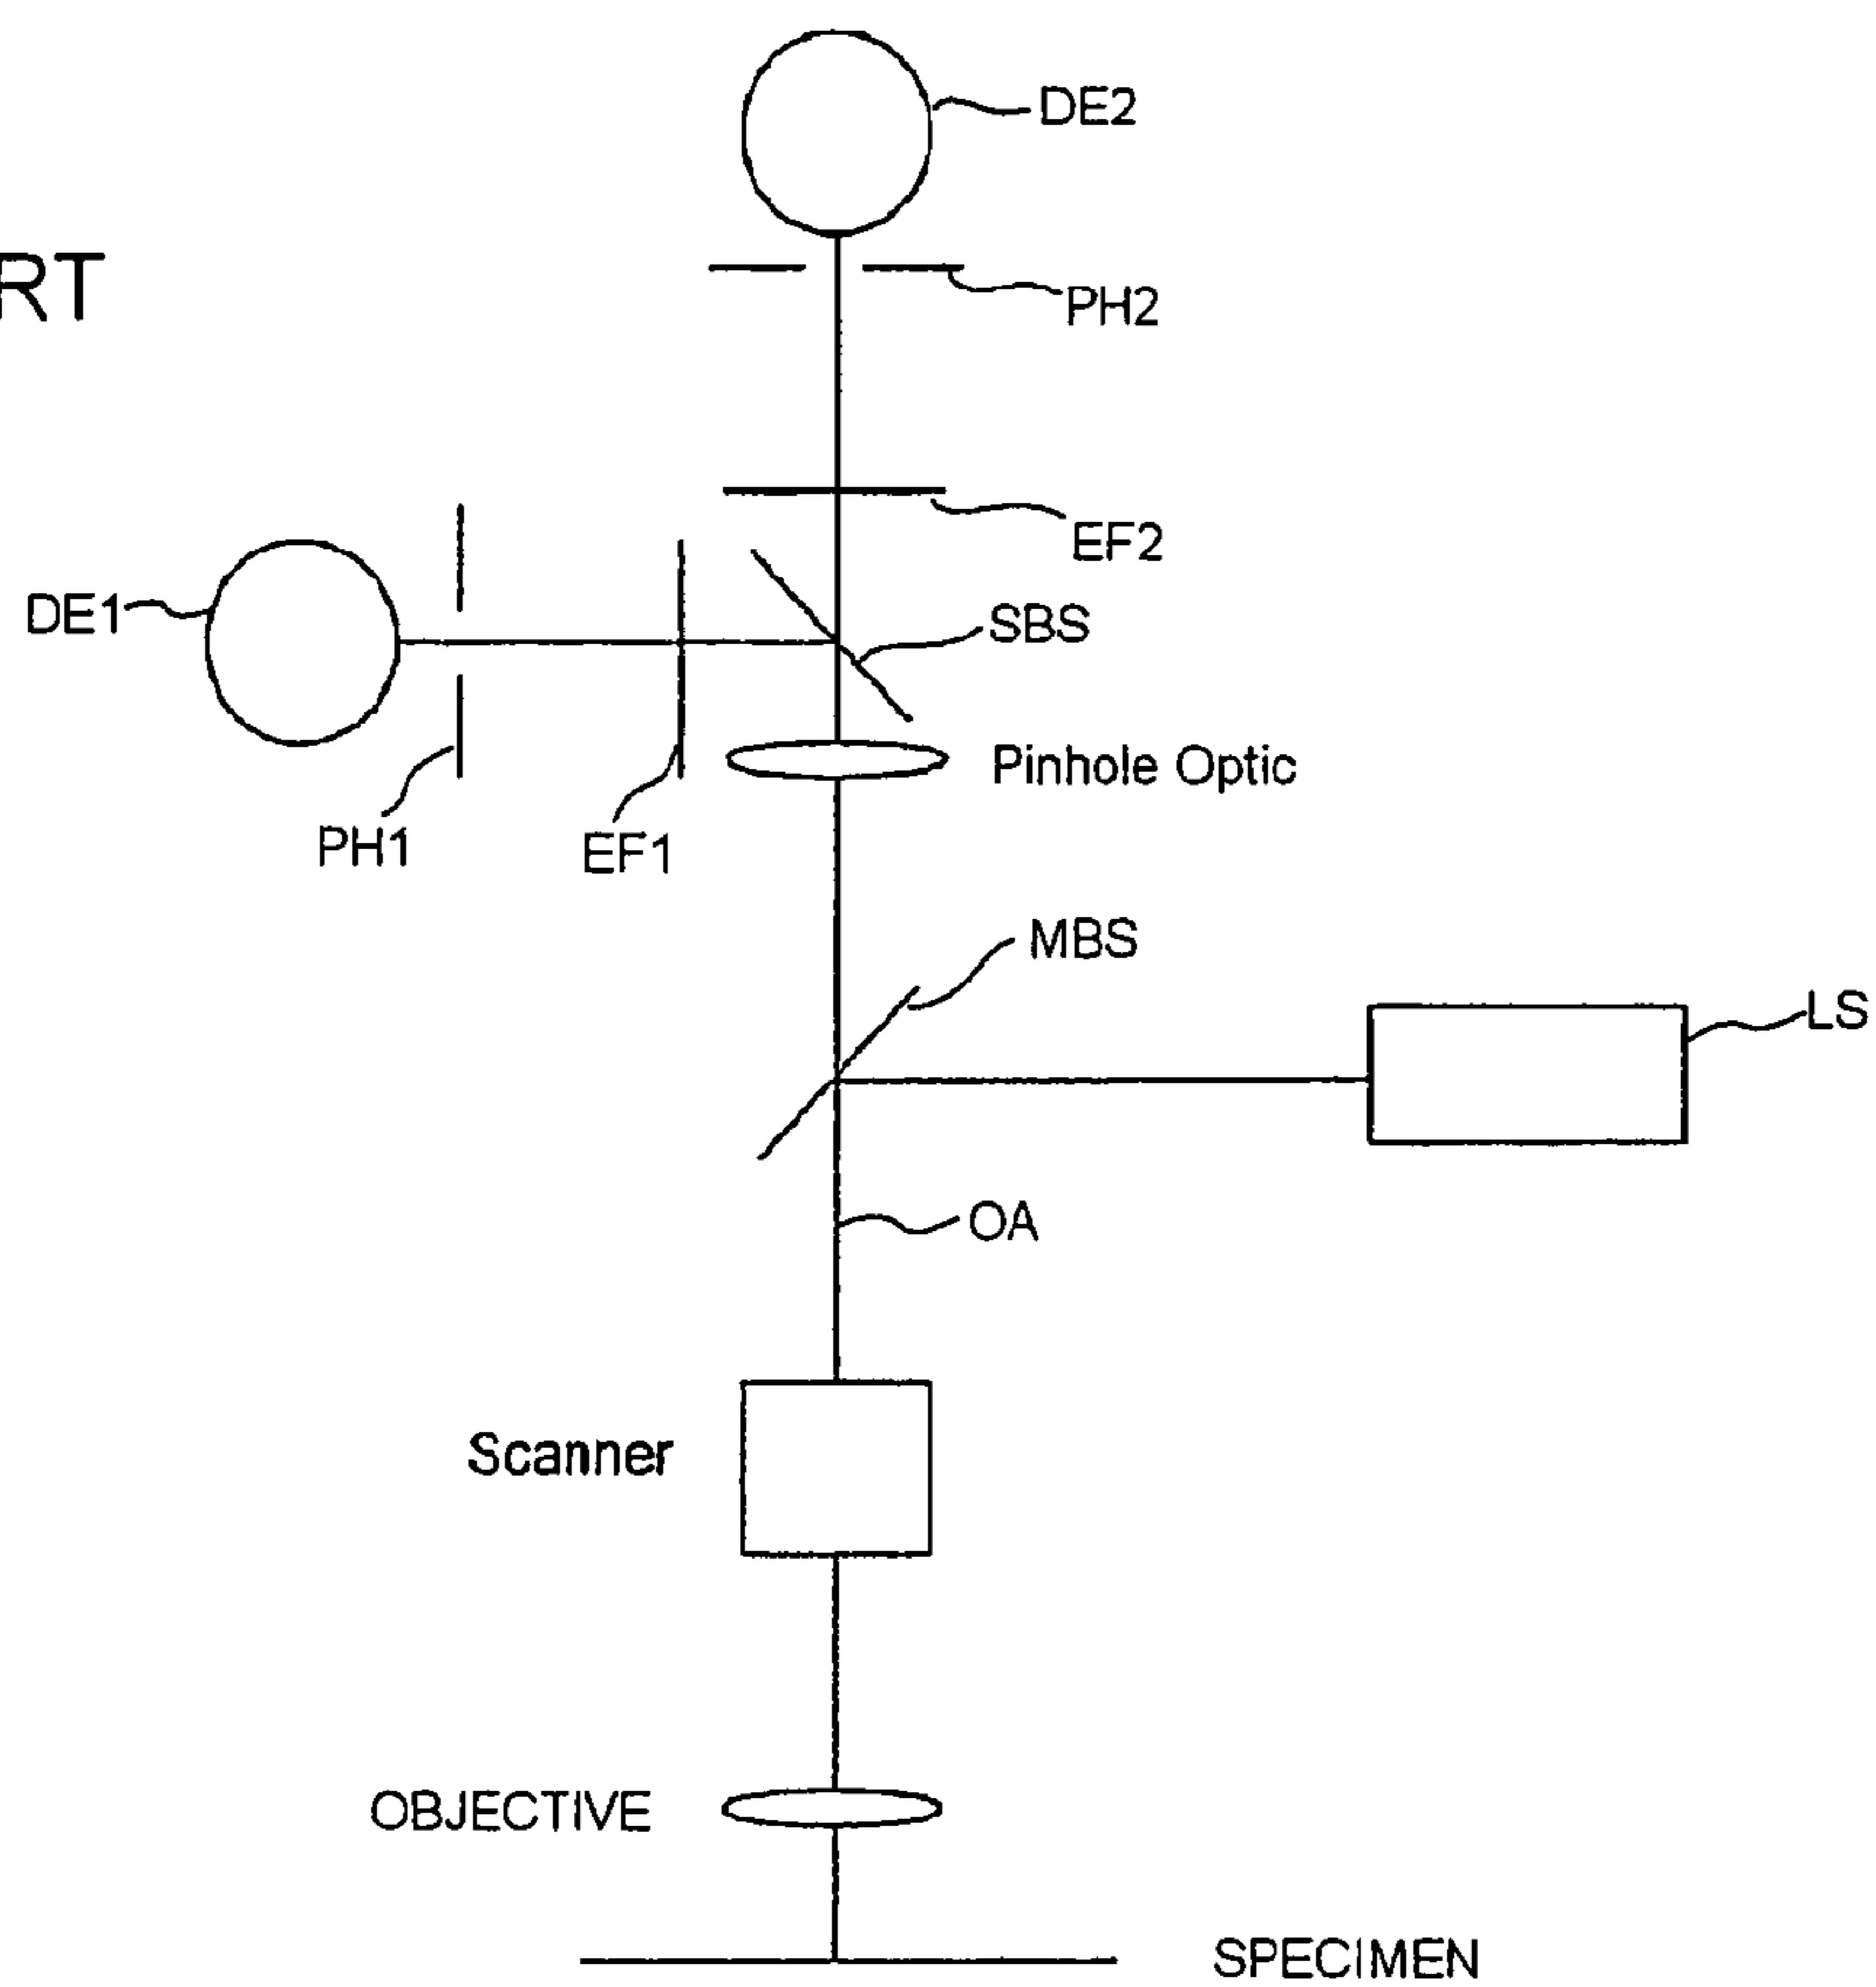 DE2
RT
PH2
EF2
DE1
SBS
Pinhole Optic
PH1
EF1
MBS
LS
OA
Scanner
OBJECTIVE
SPECIMEN